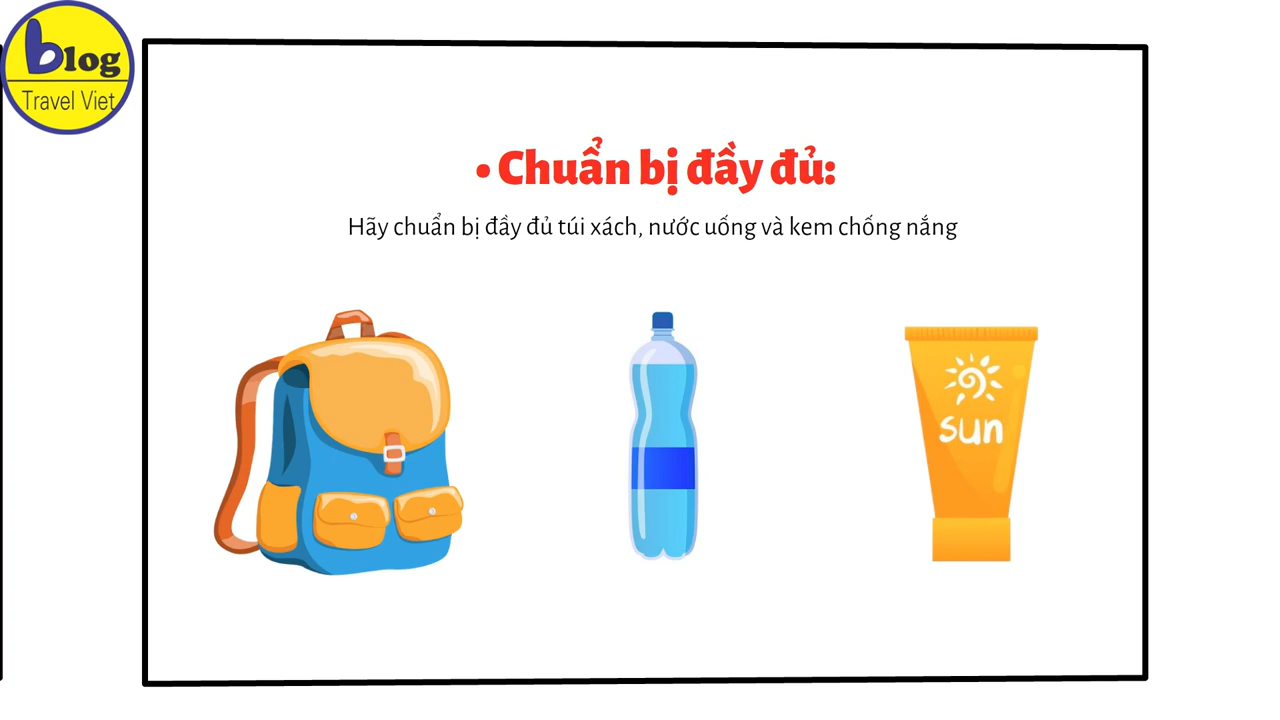 blog
Travel Viet
• Chuẩn bị đầy đủ:
Hãy chuẩn bị đầy đủ túi xách, nước uống và kem chống nắng
sun